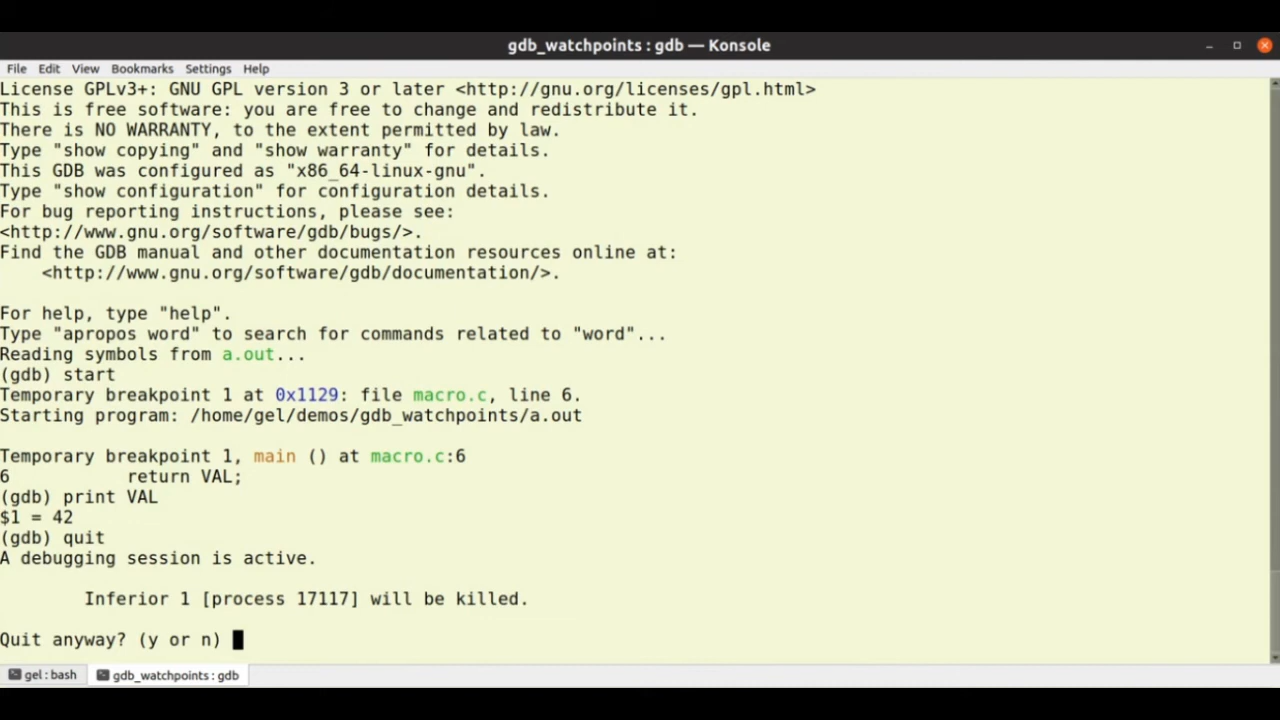 gdb_watchpoints : gdb — Konsole
File Edit View Bookmarks Settings Help
License GPLv3+: GNU GPL version 3 or later <http://gnu.org/licenses/gpl.html>
This is free software: you are free to change and redistribute it.
There is NO WARRANTY, to the extent permitted by law.
Type "show copying" and "show warranty" for details.
This GDB was configured as "x86_64-linux-gnu".
Type "show configuration" for configuration details.
For bug reporting instructions, please see:
<http://www.gnu.org/software/gdb/bugs/>.
Find the GDB manual and other documentation resources online at:
    <http://www.gnu.org/software/gdb/documentation/>.
For help, type "help".
Type "apropos word" to search for commands related to "word"...
Reading symbols from a.out...
(gdb) start
Temporary breakpoint 1 at 0x1129: file macro.c, line 6.
Starting program: /home/gel/demos/gdb_watchpoints/a.out
Temporary breakpoint 1, main () at macro.c:6
6           return VAL;
(gdb) print VAL
$1 = 42
(gdb) quit
A debugging session is active.
        Inferior 1 [process 17117] will be killed.
Quit anyway? (y or n)
gel : bash gdb_watchpoints : gdb